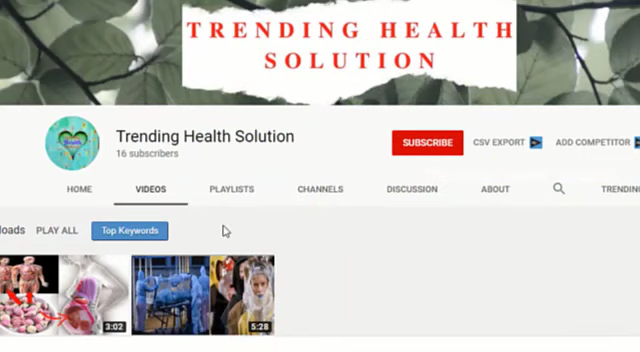 TRENDING HEALTH
SOLUTION
Trending Health Solution
16 subscribers
SUBSCRIBE CSV EXPORT ADD COMPETITOR
HOME VIDEOS PLAYLISTS CHANNELS DISCUSSION ABOUT TRENDING
loads PLAY ALL Top Keywords
3:02 5:28